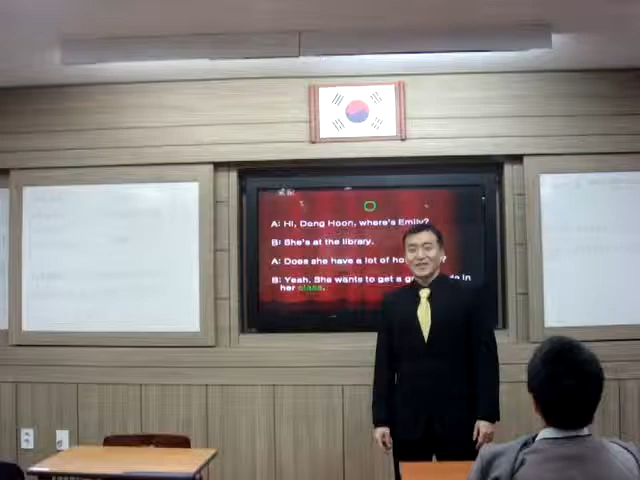 A: Hi, Dong Hoon, where's Emily?
B: She's at the library.
A: Does she have a lot of ?
B: Yeah. She wants to get a in
her class.